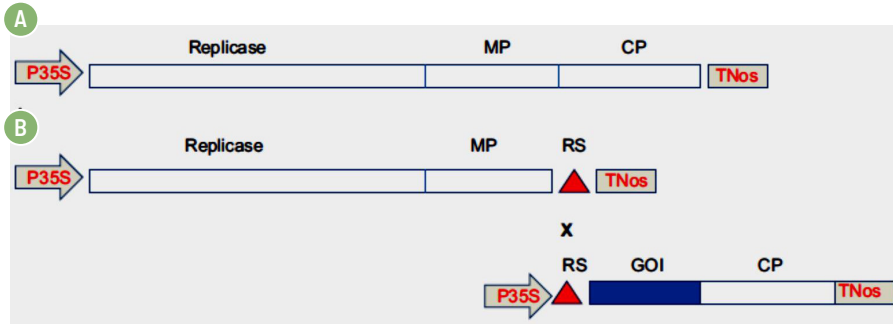 A
Replicase MP CP
P35S TNos
B
Replicase MP RS
P35S TNos
x
RS GOI CP
P35S TNos